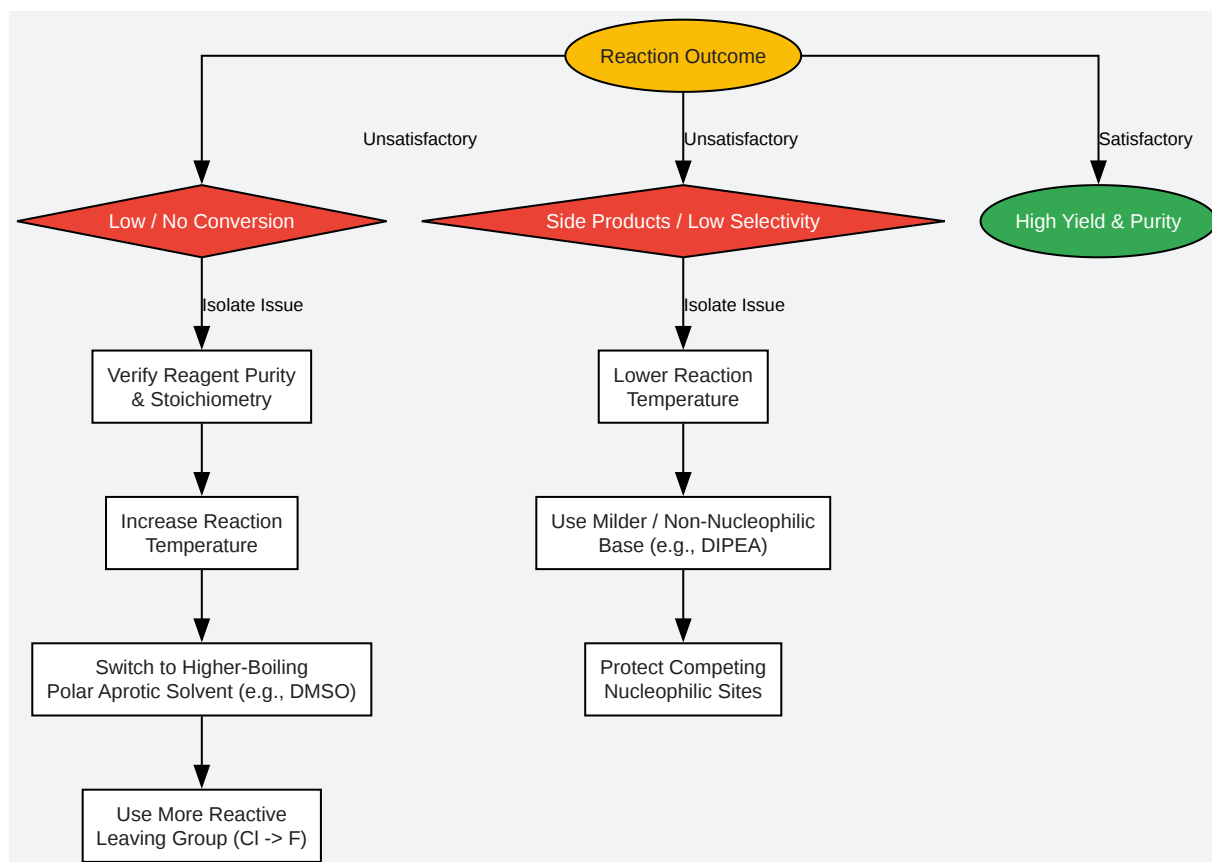 Reaction Outcome
Unsatisfactory
Unsatisfactory
Satisfactory
Low / No Conversion
Side Products / Low Selectivity
High Yield & Purity
Isolate Issue
Isolate Issue
Verify Reagent Purity
& Stoichiometry
Lower Reaction
Temperature
Increase Reaction
Temperature
Use Milder / Non-Nucleophilic
Base (e.g., DIPEA)
Switch to Higher-Boiling
Polar Aprotic Solvent (e.g., DMSO)
Protect Competing
Nucleophilic Sites
Use More Reactive
Leaving Group (Cl -> F)